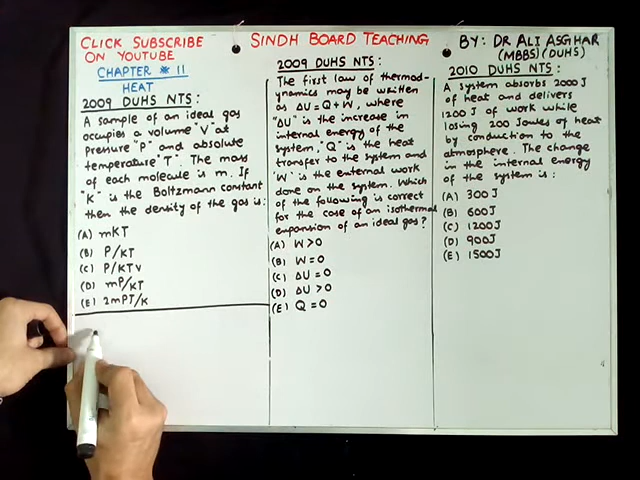 CLICK SUBSCRIBE
ON YOUTUBE
SINDH BOARD TEACHING
BY: DR ALI ASGHAR
(MBBS)(DUHS)
CHAPTER # 11
HEAT
2009 DUHS NTS:
A sample of an ideal gas
occupies a volume "V" at
pressure "P" and absolute
temperature "T". The mass
of each molecule is m. If
"K" is the Boltzmann constant
then the density of the gas is:
(A) mKT
(B) P/KT
(C) P/KTV
(D) mP/KT
(E) 2mPT/K
2009 DUHS NTS:
The first law of thermod-
ynamics may be written
as ΔU = Q + W, where
"ΔU" is the increase in
internal energy of the
system, "Q" is the heat
transfer to the system and
"W" is the external work
done on the system. Which
of the following is correct
for the case of an isothermal
expansion of an ideal gas?
(A) W > 0
(B) W = 0
(C) ΔU = 0
(D) ΔU > 0
(E) Q = 0
2010 DUHS NTS:
A system absorbs 2000J
of heat and delivers
1200 J of work while
losing 200 Joules of heat
by conduction to the
atmosphere. The change
in the internal energy
of the system is:
(A) 300 J
(B) 600 J
(C) 1200 J
(D) 900 J
(E) 1500 J